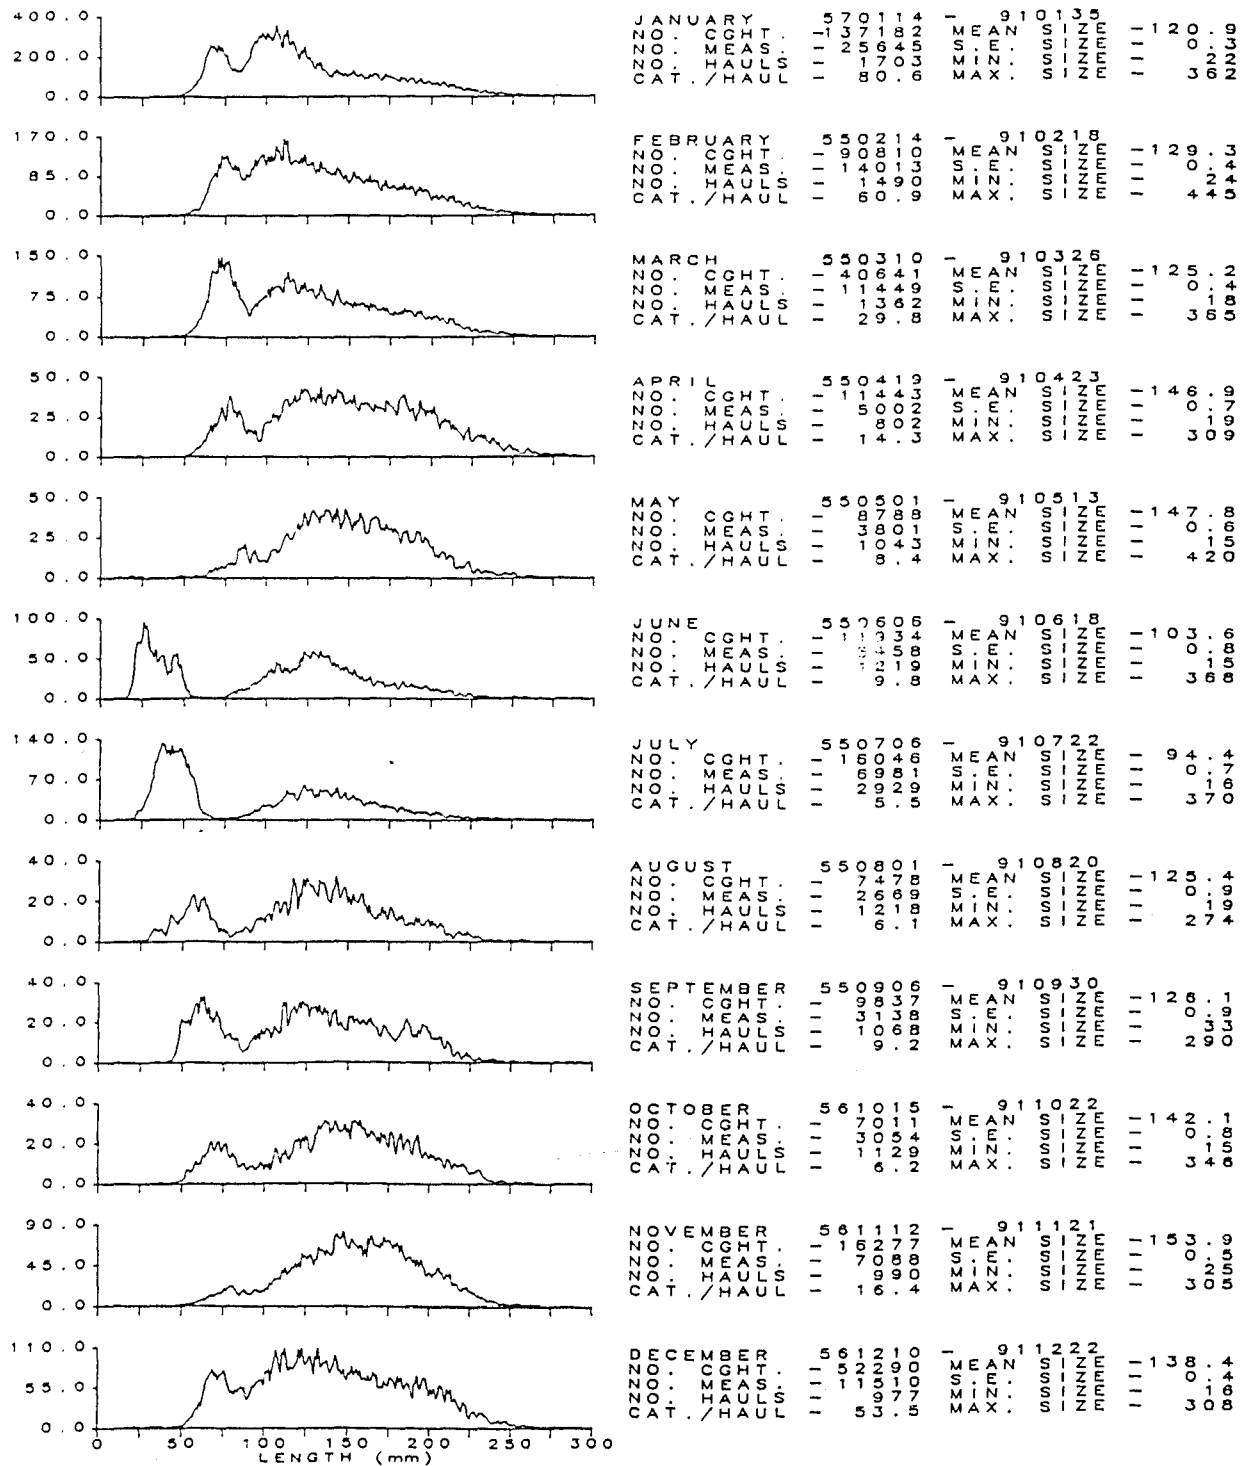 400.0
200.0
0.0
JANUARY 570114 - 910135
NO. CGHT. -137182 MEAN SIZE -120.9
NO. MEAS. - 25645 S.E. SIZE - 0.3
NO. HAULS - 1703 MIN. SIZE - 22
CAT./HAUL - 80.6 MAX. SIZE - 362
170.0
85.0
0.0
FEBRUARY 550214 - 910218
NO. CGHT. -90810 MEAN SIZE -129.3
NO. MEAS. -14013 S.E. SIZE - 0.4
NO. HAULS - 1490 MIN. SIZE - 24
CAT./HAUL - 60.9 MAX. SIZE - 445
150.0
75.0
0.0
MARCH 550310 - 910326
NO. CGHT. -40641 MEAN SIZE -125.2
NO. MEAS. -11449 S.E. SIZE - 0.4
NO. HAULS - 1362 MIN. SIZE - 18
CAT./HAUL - 29.8 MAX. SIZE - 365
50.0
25.0
0.0
APRIL 550419 - 910423
NO. CGHT. -11443 MEAN SIZE -146.9
NO. MEAS. - 5002 S.E. SIZE - 0.7
NO. HAULS - 802 MIN. SIZE - 19
CAT./HAUL - 14.3 MAX. SIZE - 309
50.0
25.0
0.0
MAY 550501 - 910513
NO. CGHT. - 8788 MEAN SIZE -147.8
NO. MEAS. - 3801 S.E. SIZE - 0.6
NO. HAULS - 1043 MIN. SIZE - 15
CAT./HAUL - 8.4 MAX. SIZE - 420
100.0
50.0
0.0
JUNE 550606 - 910618
NO. CGHT. - 11934 MEAN SIZE -103.6
NO. MEAS. - S.E. SIZE - 0.8
NO. HAULS - 1219 MIN. SIZE - 15
CAT./HAUL - 9.8 MAX. SIZE - 368
140.0
70.0
0.0
JULY 550706 - 910722
NO. CGHT. -16046 MEAN SIZE - 94.4
NO. MEAS. - 6981 S.E. SIZE - 0.7
NO. HAULS - 2929 MIN. SIZE - 16
CAT./HAUL - 5.5 MAX. SIZE - 370
40.0
20.0
0.0
AUGUST 550801 - 910820
NO. CGHT. - 7478 MEAN SIZE -125.4
NO. MEAS. - 2669 S.E. SIZE - 0.9
NO. HAULS - 1218 MIN. SIZE - 19
CAT./HAUL - 6.1 MAX. SIZE - 274
40.0
20.0
0.0
SEPTEMBER 550906 - 910930
NO. CGHT. - 9837 MEAN SIZE -126.1
NO. MEAS. - 3138 S.E. SIZE - 0.9
NO. HAULS - 1068 MIN. SIZE - 33
CAT./HAUL - 9.2 MAX. SIZE - 290
40.0
20.0
0.0
OCTOBER 561015 - 911022
NO. CGHT. - 7011 MEAN SIZE -142.1
NO. MEAS. - 3054 S.E. SIZE - 0.8
NO. HAULS - 1129 MIN. SIZE - 15
CAT./HAUL - 6.2 MAX. SIZE - 346
90.0
45.0
0.0
NOVEMBER 561112 - 911121
NO. CGHT. -16277 MEAN SIZE -153.9
NO. MEAS. - 7088 S.E. SIZE - 0.5
NO. HAULS - 990 MIN. SIZE - 25
CAT./HAUL - 16.4 MAX. SIZE - 305
110.0
55.0
0.0
DECEMBER 561210 - 911222
NO. CGHT. -52290 MEAN SIZE -138.4
NO. MEAS. -11510 S.E. SIZE - 0.4
NO. HAULS - 977 MIN. SIZE - 16
CAT./HAUL - 53.5 MAX. SIZE - 308
0 50 100 150 200 250 300
LENGTH (mm)